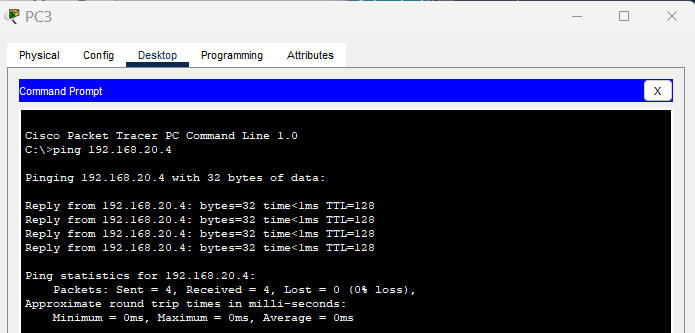 PC3
Physical Config Desktop Programming Attributes
Command Prompt
X
Cisco Packet Tracer PC Command Line 1.0
C:\>ping 192.168.20.4
Pinging 192.168.20.4 with 32 bytes of data:
Reply from 192.168.20.4: bytes=32 time<1ms TTL=128
Reply from 192.168.20.4: bytes=32 time<1ms TTL=128
Reply from 192.168.20.4: bytes=32 time<1ms TTL=128
Reply from 192.168.20.4: bytes=32 time<1ms TTL=128
Ping statistics for 192.168.20.4:
Packets: Sent = 4, Received = 4, Lost = 0 (0% loss),
Approximate round trip times in milli-seconds:
Minimum = 0ms, Maximum = 0ms, Average = 0ms